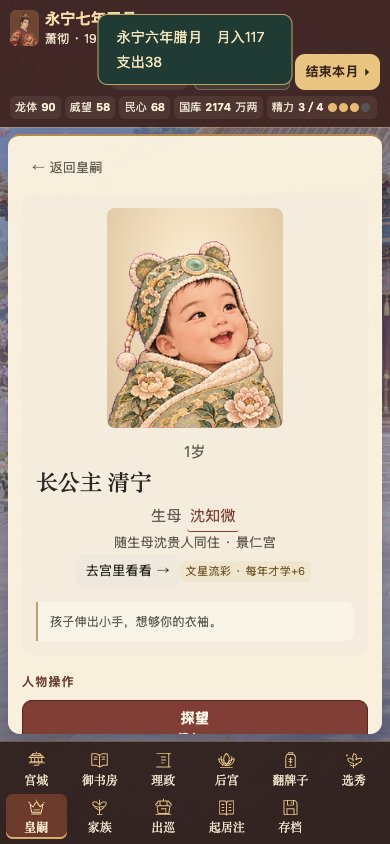 永宁七年
萧彻 · 19
永宁六年腊月 月入117
支出38
结束本月
龙体 90 威望 58 民心 68 国库 2174 万两 精力 3 / 4
← 返回皇嗣
1岁
长公主 清宁
生母 沈知微
随生母沈贵人同住 · 景仁宫
去宫里看看 → 文星流彩 · 每年才学+6
孩子伸出小手，想够你的衣袖。
人物操作
探望
宫城 御书房 理政 后宫 翻牌子 选秀
皇嗣 家族 出巡 起居注 存档